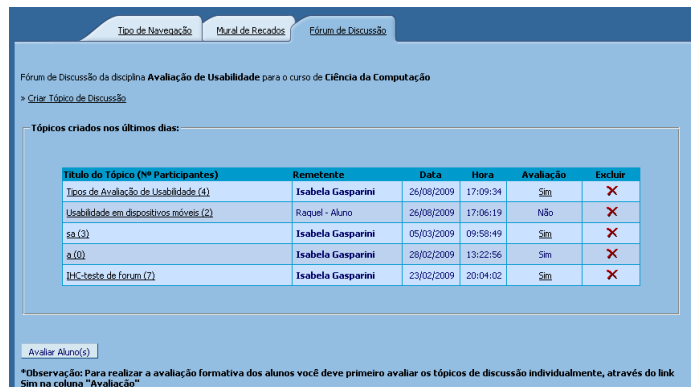 Tipo de Navegação Mural de Recados Fórum de Discussão
Fórum de Discussão da disciplina Avaliação de Usabilidade para o curso de Ciência da Computação
» Criar Tópico de Discussão
Tópicos criados nos últimos dias:
Título do Tópico (Nº Participantes) Remetente Data Hora Avaliação Excluir
Tipos de Avaliação de Usabilidade (4) Isabela Gasparini 26/08/2009 17:09:34 Sim
Usabilidade em dispositivos móveis (2) Raquel - Aluno 26/08/2009 17:06:19 Não
sa (3) Isabela Gasparini 05/03/2009 09:58:49 Sim
a (0) Isabela Gasparini 28/02/2009 13:22:56 Sim
IHC-teste de forum (7) Isabela Gasparini 23/02/2009 20:04:02 Sim
Avaliar Aluno(s)
*Observação: Para realizar a avaliação formativa dos alunos você deve primeiro avaliar os tópicos de discussão individualmente, através do link
Sim na coluna "Avaliação"